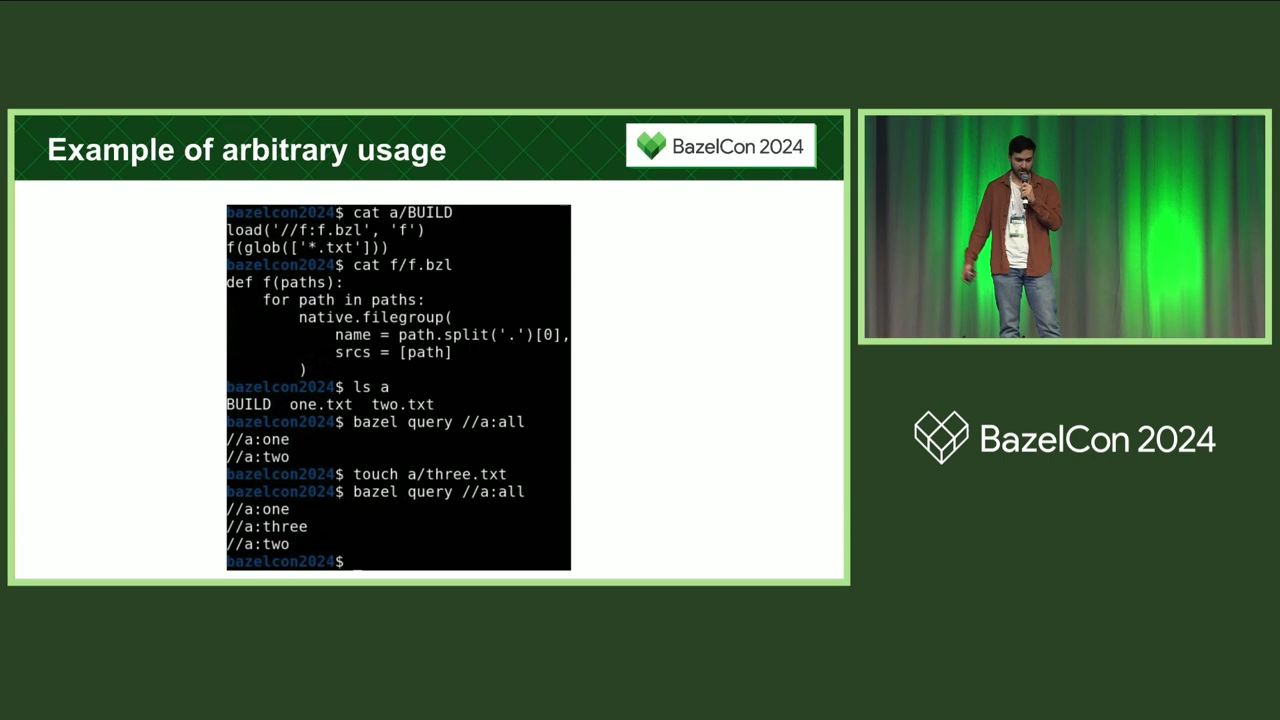 Example of arbitrary usage
BazelCon 2024
bazelcon2024$ cat a/BUILD
load('//f:f.bzl', 'f')
f(glob(['*.txt']))
bazelcon2024$ cat f/f.bzl
def f(paths):
    for path in paths:
        native.filegroup(
            name = path.split('.')[0],
            srcs = [path]
        )
bazelcon2024$ ls a
BUILD  one.txt  two.txt
bazelcon2024$ bazel query //a:all
//a:one
//a:two
bazelcon2024$ touch a/three.txt
bazelcon2024$ bazel query //a:all
//a:one
//a:three
//a:two
bazelcon2024$ _
BazelCon 2024